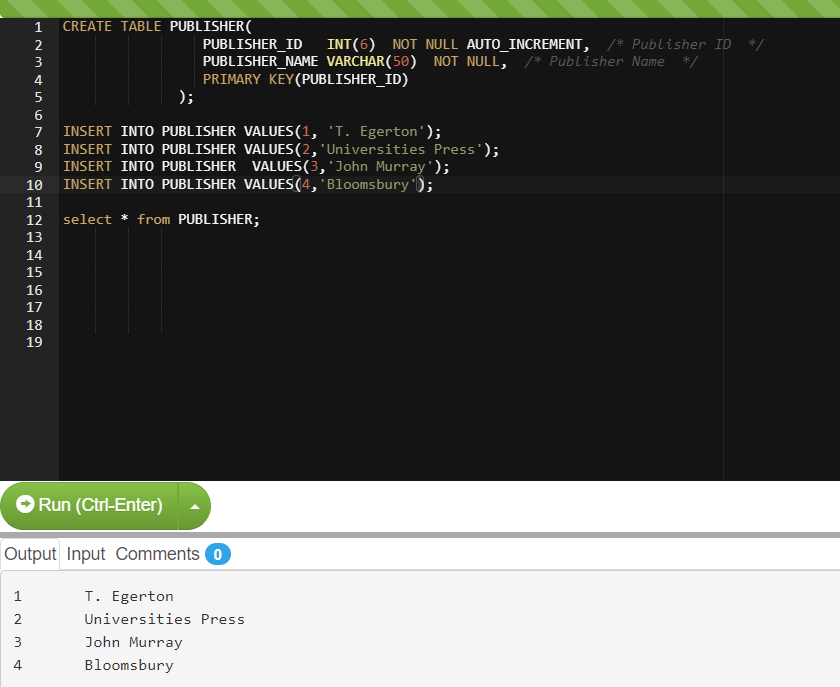 1 CREATE TABLE PUBLISHER(
2 PUBLISHER_ID INT(6) NOT NULL AUTO_INCREMENT, /* Publisher ID */
3 PUBLISHER_NAME VARCHAR(50) NOT NULL, /* Publisher Name */
4 PRIMARY KEY(PUBLISHER_ID)
5 );
6
7 INSERT INTO PUBLISHER VALUES(1, 'T. Egerton');
8 INSERT INTO PUBLISHER VALUES(2,'Universities Press');
9 INSERT INTO PUBLISHER  VALUES(3,'John Murray');
10 INSERT INTO PUBLISHER VALUES(4,'Bloomsbury');
11
12 select * from PUBLISHER;
13
14
15
16
17
18
19
Run (Ctrl-Enter)
Output Input Comments 0
1 T. Egerton
2 Universities Press
3 John Murray
4 Bloomsbury